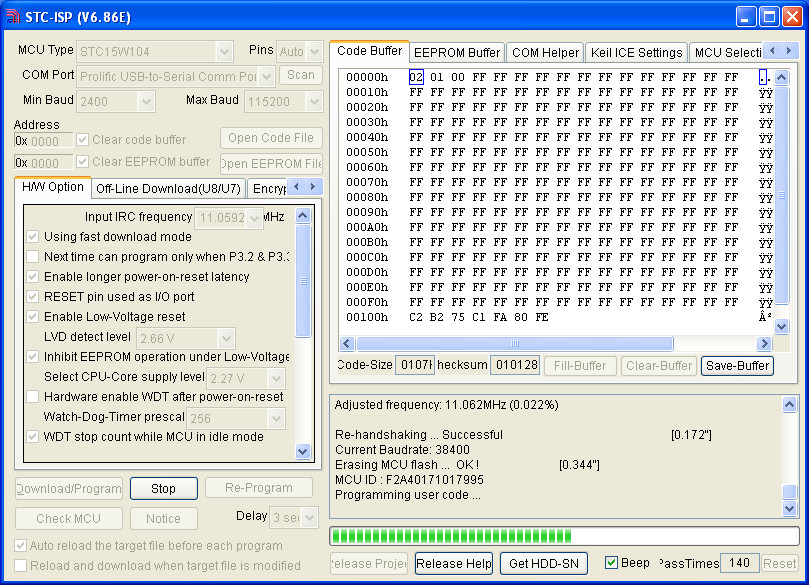 STC-ISP (V6.86E)
MCU Type STC15W104 Pins Auto
COM Port Prolific USB-to-Serial Comm Por Scan
Min Baud 2400 Max Baud 115200
Address
0x 0000 Clear code buffer Open Code File
0x 0000 Clear EEPROM buffer Open EEPROM File
H/W Option Off-Line Download(U8/U7) Encryp
Input IRC frequency 11.0592 MHz
Using fast download mode
Next time can program only when P3.2 & P3.3
Enable longer power-on-reset latency
RESET pin used as I/O port
Enable Low-Voltage reset
LVD detect level 2.66 V
Inhibit EEPROM operation under Low-Voltage
Select CPU-Core supply level 2.27 V
Hardware enable WDT after power-on-reset
Watch-Dog-Timer prescal 256
WDT stop count while MCU in idle mode
Download/Program Stop Re-Program
Check MCU Notice Delay 3 sec
Auto reload the target file before each program
Reload and download when target file is modified
Code Buffer EEPROM Buffer COM Helper Keil ICE Settings MCU Selecti
00000h 02 01 00 FF FF FF FF FF FF FF FF FF FF FF FF FF ..
00010h FF FF FF FF FF FF FF FF FF FF FF FF FF FF FF FF ÿÿ
00020h FF FF FF FF FF FF FF FF FF FF FF FF FF FF FF FF ÿÿ
00030h FF FF FF FF FF FF FF FF FF FF FF FF FF FF FF FF ÿÿ
00040h FF FF FF FF FF FF FF FF FF FF FF FF FF FF FF FF ÿÿ
00050h FF FF FF FF FF FF FF FF FF FF FF FF FF FF FF FF ÿÿ
00060h FF FF FF FF FF FF FF FF FF FF FF FF FF FF FF FF ÿÿ
00070h FF FF FF FF FF FF FF FF FF FF FF FF FF FF FF FF ÿÿ
00080h FF FF FF FF FF FF FF FF FF FF FF FF FF FF FF FF ÿÿ
00090h FF FF FF FF FF FF FF FF FF FF FF FF FF FF FF FF ÿÿ
000A0h FF FF FF FF FF FF FF FF FF FF FF FF FF FF FF FF ÿÿ
000B0h FF FF FF FF FF FF FF FF FF FF FF FF FF FF FF FF ÿÿ
000C0h FF FF FF FF FF FF FF FF FF FF FF FF FF FF FF FF ÿÿ
000D0h FF FF FF FF FF FF FF FF FF FF FF FF FF FF FF FF ÿÿ
000E0h FF FF FF FF FF FF FF FF FF FF FF FF FF FF FF FF ÿÿ
000F0h FF FF FF FF FF FF FF FF FF FF FF FF FF FF FF FF ÿÿ
00100h C2 B2 75 C1 FA 80 FE Â²
Code-Size 0107H hecksum 010128 Fill-Buffer Clear-Buffer Save-Buffer
Adjusted frequency: 11.062MHz (0.022%)
Re-handshaking ... Successful [0.172"]
Current Baudrate: 38400
Erasing MCU flash ... OK ! [0.344"]
MCU ID : F2A40171017995
Programming user code ...
Release Projec Release Help Get HDD-SN Beep PassTimes 140 Reset